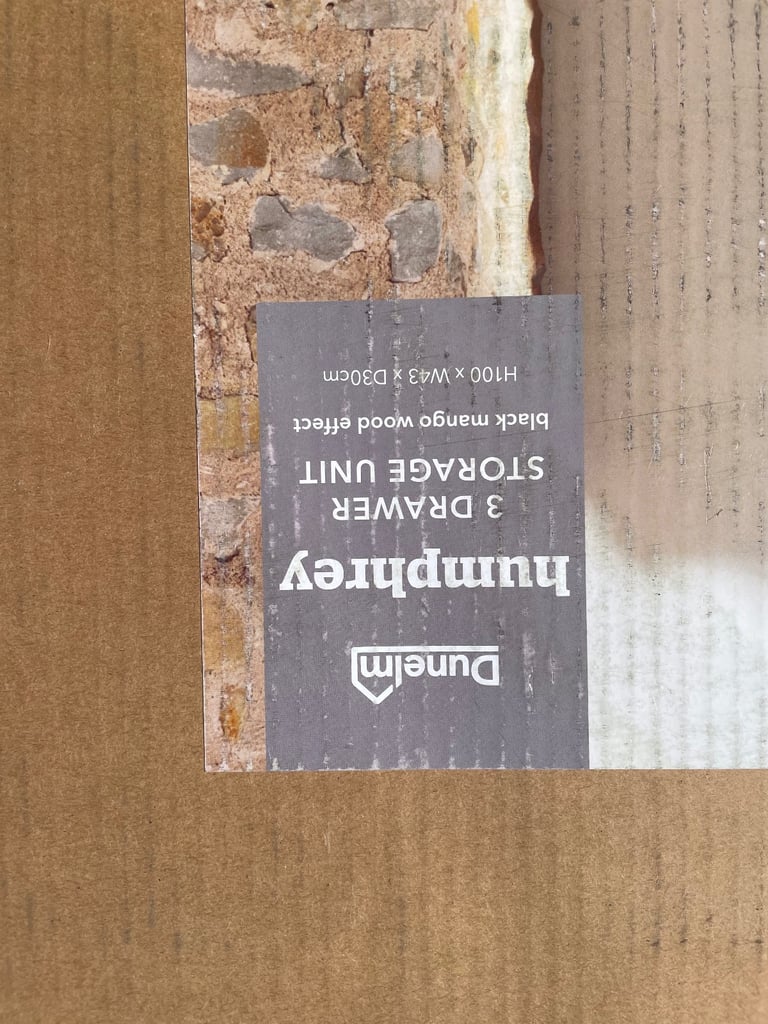 Dunelm
humphrey
3 DRAWER
STORAGE UNIT
black mango wood effect
H100 x W43 x D30cm